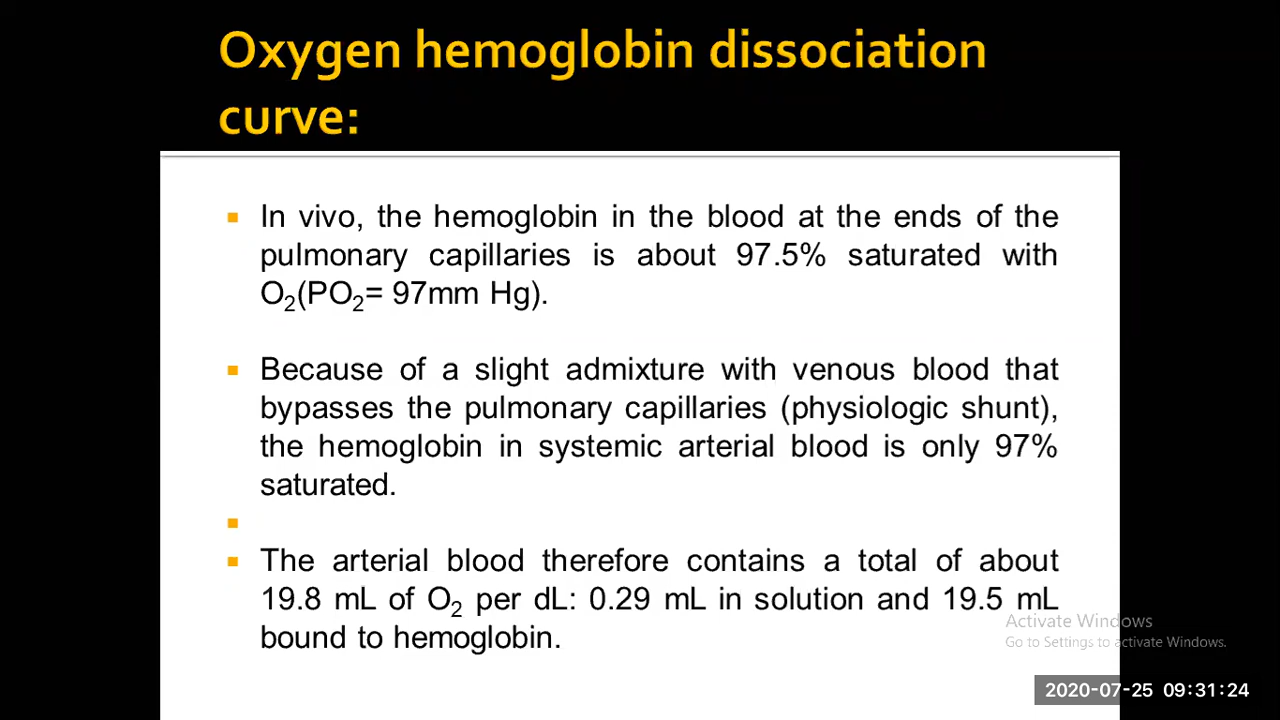 Oxygen hemoglobin dissociation
curve:
▪ In vivo, the hemoglobin in the blood at the ends of the
pulmonary capillaries is about 97.5% saturated with
O₂(PO₂= 97mm Hg).
▪ Because of a slight admixture with venous blood that
bypasses the pulmonary capillaries (physiologic shunt),
the hemoglobin in systemic arterial blood is only 97%
saturated.
▪
▪ The arterial blood therefore contains a total of about
19.8 mL of O₂ per dL: 0.29 mL in solution and 19.5 mL
bound to hemoglobin.
Activate Windows
Go to Settings to activate Windows.
2020-07-25 09:31:24